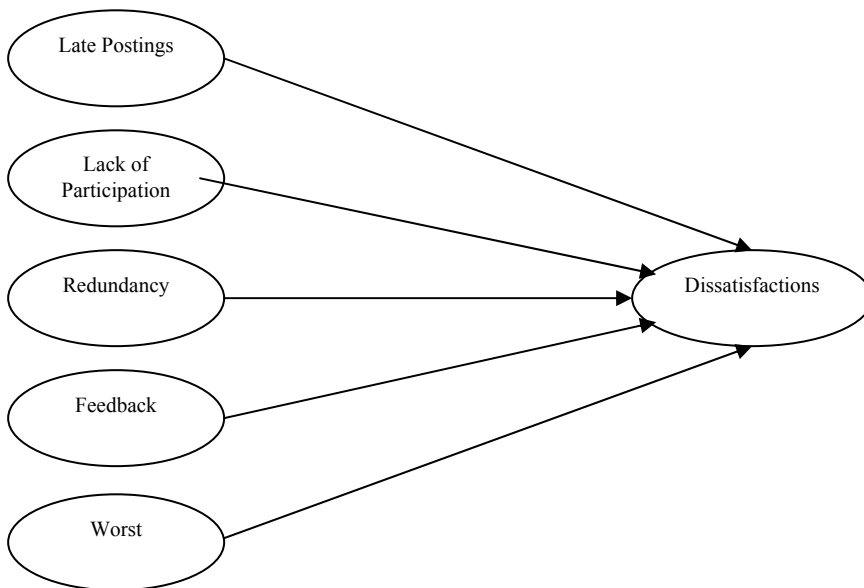 Late Postings
Lack of
Participation
Redundancy
Dissatisfactions
Feedback
Worst